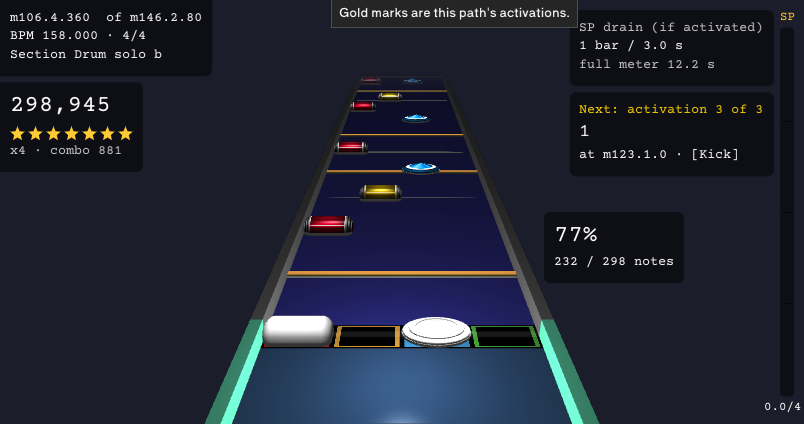 m106.4.360  of m146.2.80
BPM 158.000 · 4/4
Section Drum solo b
298,945
x4 · combo 881
Gold marks are this path's activations.
SP drain (if activated)
1 bar / 3.0 s
full meter 12.2 s
SP
Next: activation 3 of 3
1
at m123.1.0 · [Kick]
77%
232 / 298 notes
0.0/4